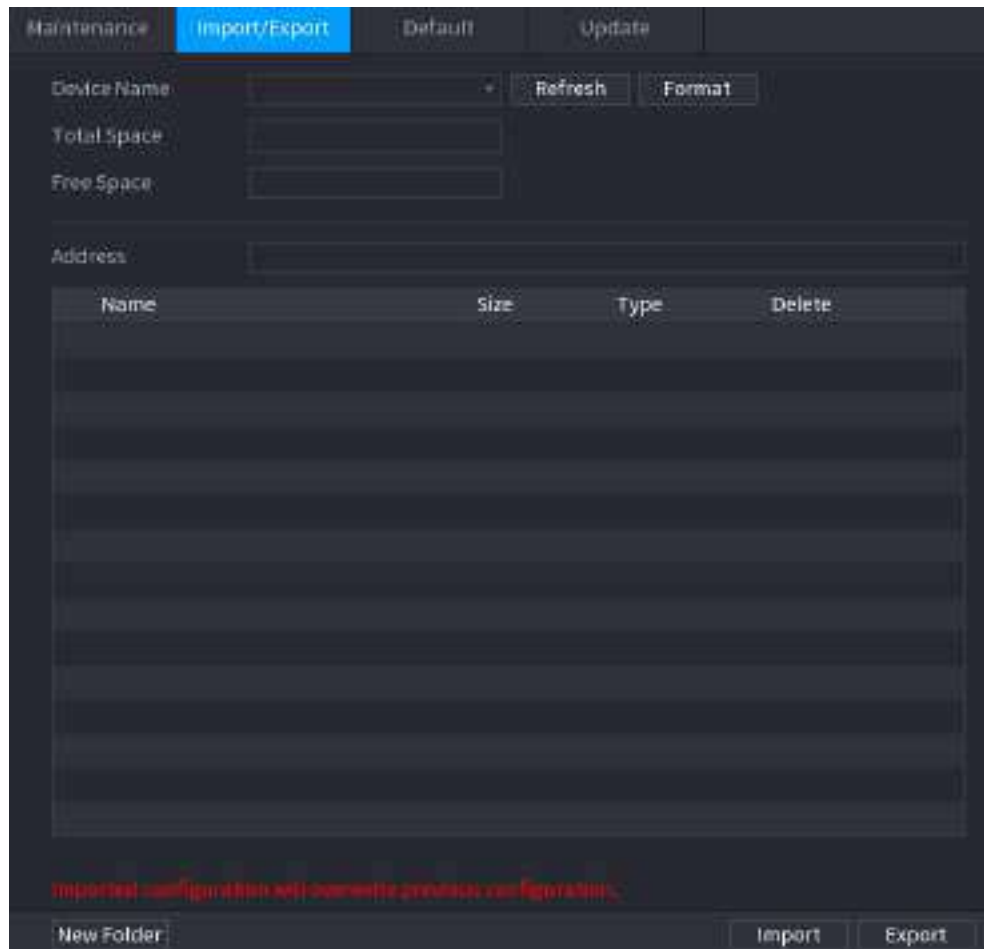 Maintenance Import/Export Default Update
Device Name Refresh Format
Total Space
Free Space
Address
Name Size Type Delete
Imported configuration will overwrite previous configuration.
New Folder Import Export